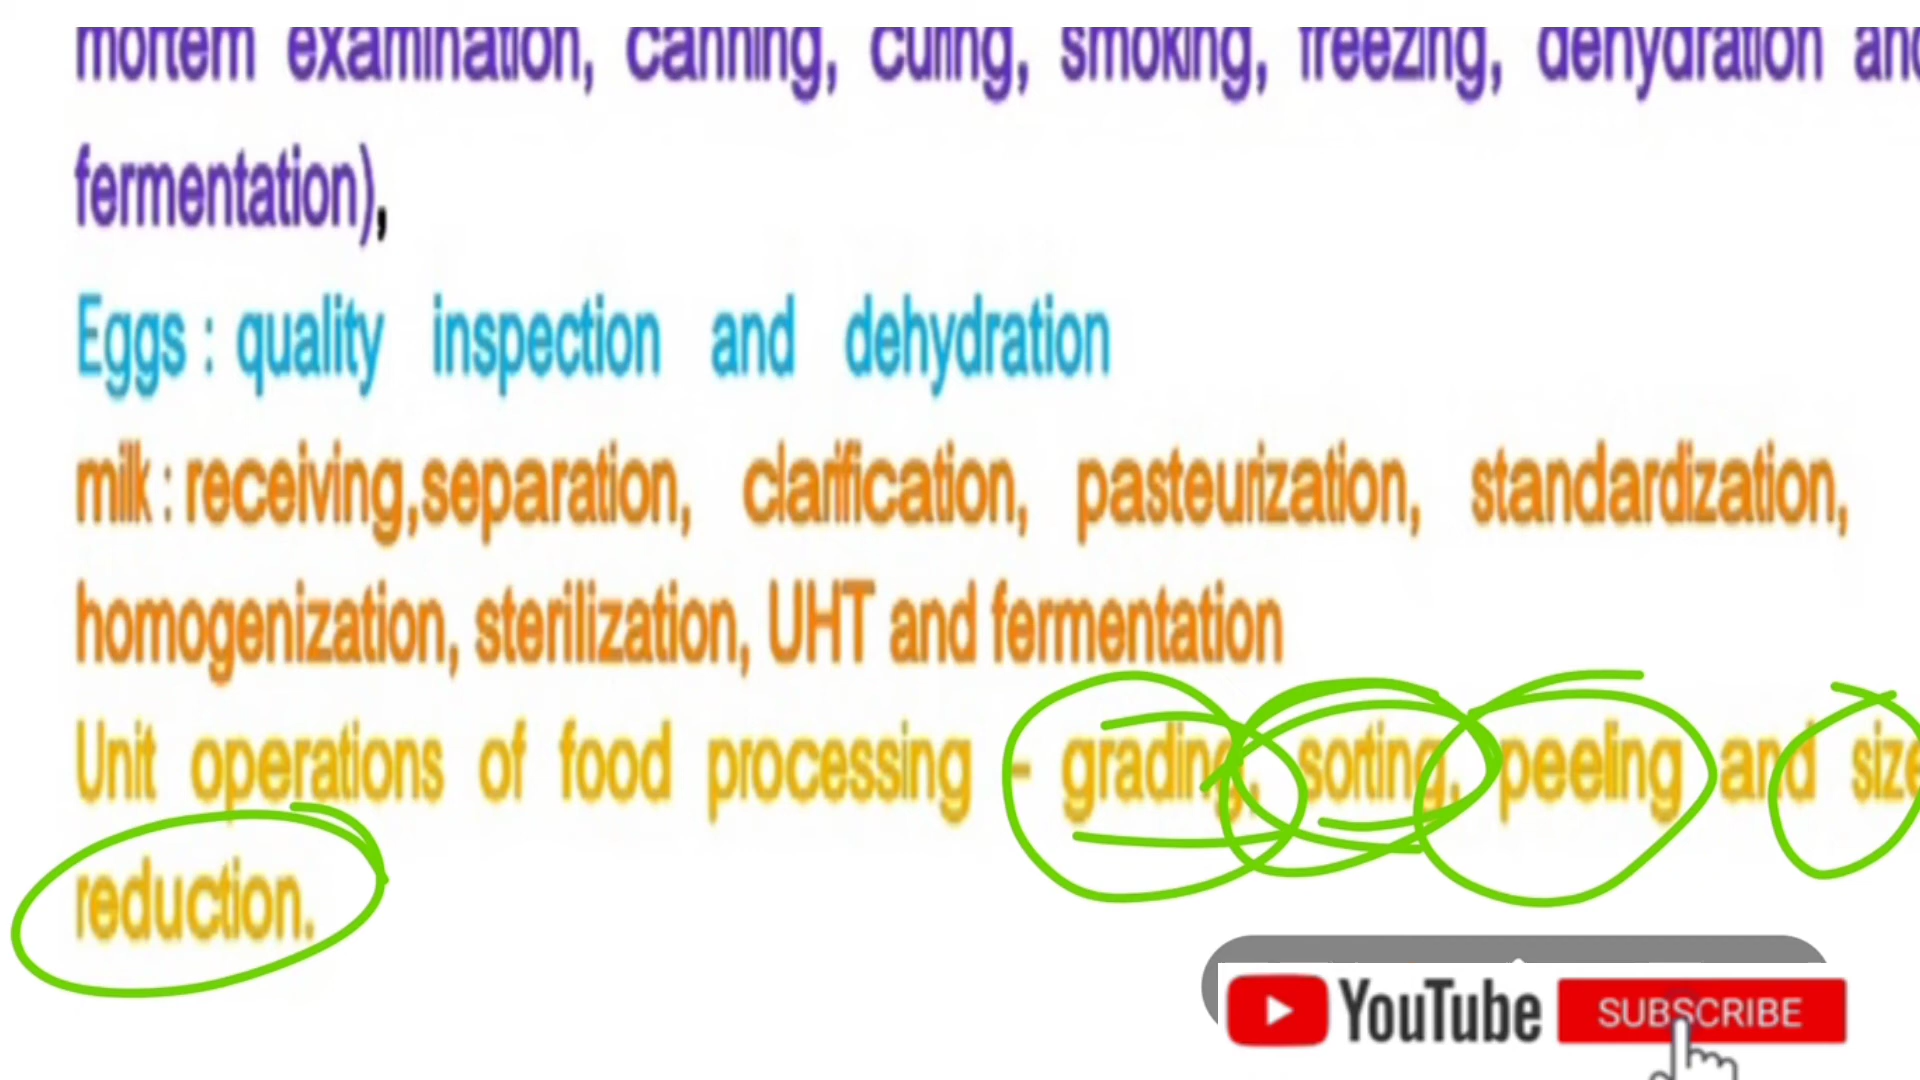 mortem examination, canning, curing, smoking, freezing, dehydration and
fermentation),
Eggs : quality inspection and dehydration
milk : receiving,separation, clarification, pasteurization, standardization,
homogenization, sterilization, UHT and fermentation
Unit operations of food processing - grading, sorting, peeling and size
reduction.
YouTube SUBSCRIBE